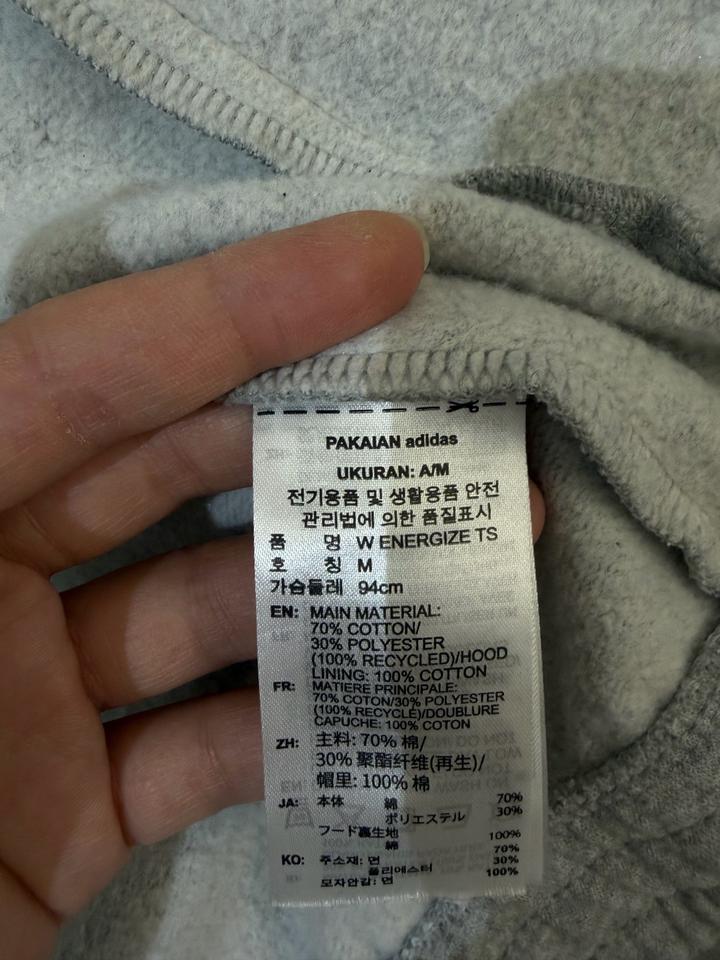 PAKAIAN adidas
UKURAN: A/M
전기용품 및 생활용품 안전
관리법에 의한 품질표시
품 명 W ENERGIZE TS
호 칭 M
가슴둘레 94cm
EN: MAIN MATERIAL:
70% COTTON/
30% POLYESTER
(100% RECYCLED)/HOOD
LINING: 100% COTTON
FR: MATIERE PRINCIPALE:
70% COTON/30% POLYESTER
(100% RECYCLÉ)/DOUBLURE
CAPUCHE: 100% COTON
ZH: 主料: 70% 棉/
30% 聚酯纤维(再生)/
帽里: 100% 棉
JA: 本体 綿 70%
ポリエステル 30%
フード裏生地
綿 100%
KO: 주소재: 면 70%
폴리에스터 30%
모자안감: 면 100%